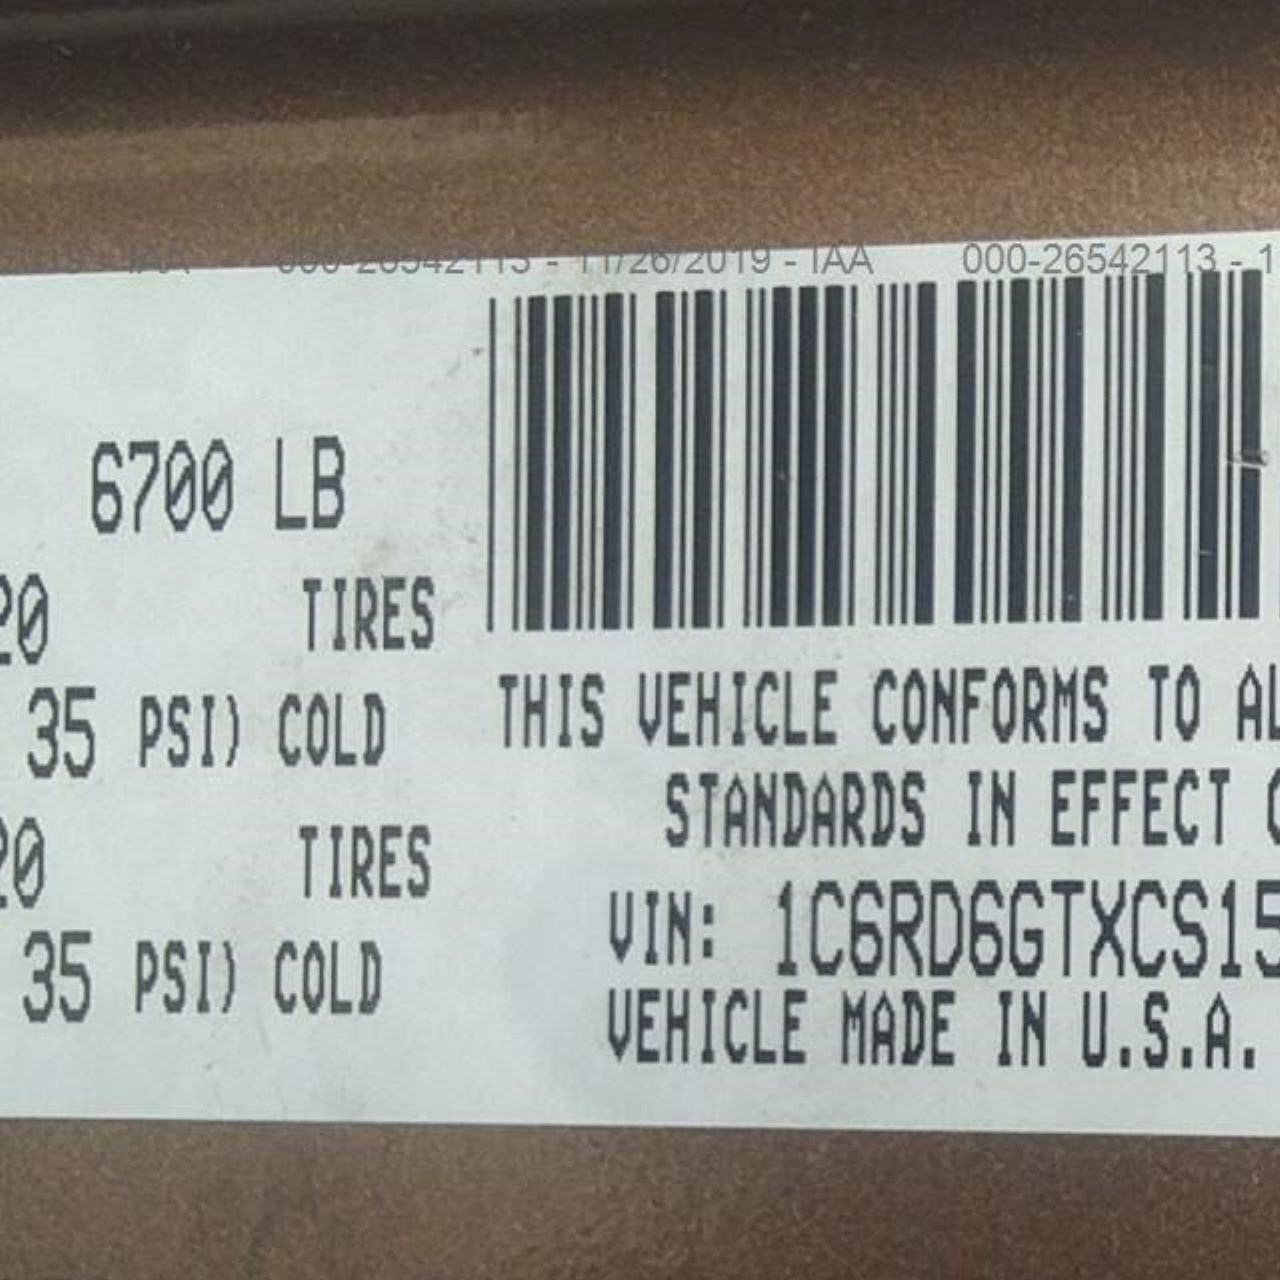 000-26542113 - 11/26/2019 - IAA 000-26542113 - 1
6700 LB
20 TIRES
35 PSI) COLD
20 TIRES
35 PSI) COLD
THIS VEHICLE CONFORMS TO AL
STANDARDS IN EFFECT O
VIN: 1C6RD6GTXCS15
VEHICLE MADE IN U.S.A.